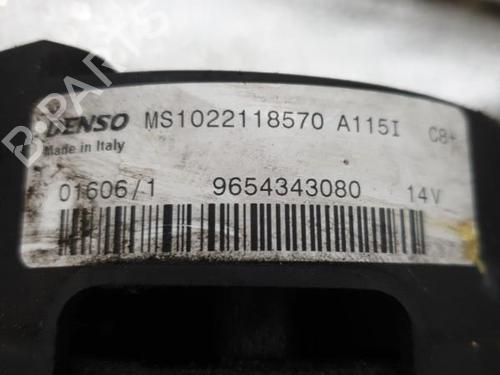 DENSO MS1022118570 A115I C8+
Made in Italy
01606/1 9654343080 14V